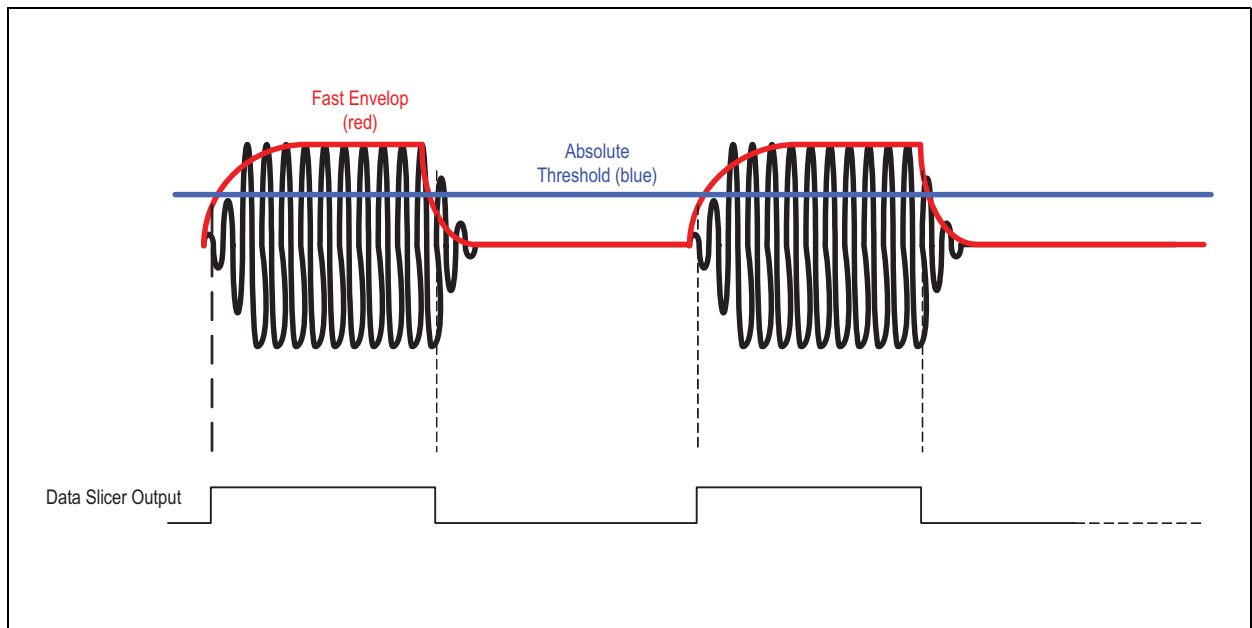 Fast Envelop
(red)
Absolute
Threshold (blue)
Data Slicer Output